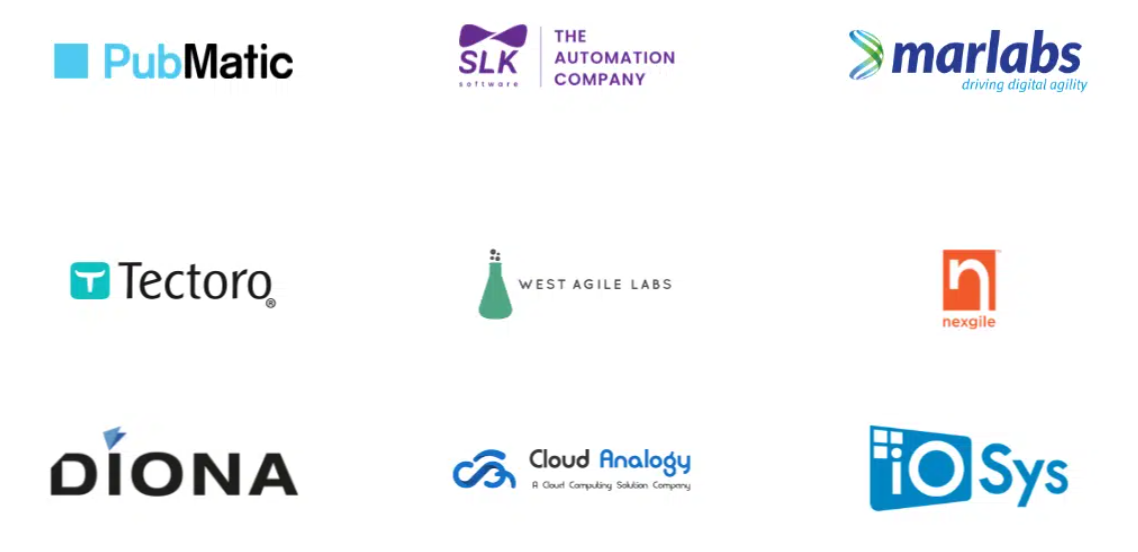 PubMatic
SLK
software
THE
AUTOMATION
COMPANY
marlabs
driving digital agility
Tectoro®
WEST AGILE LABS
n
nexgile
DIONA
Cloud Analogy
A Cloud Computing Solution Company
iOSys